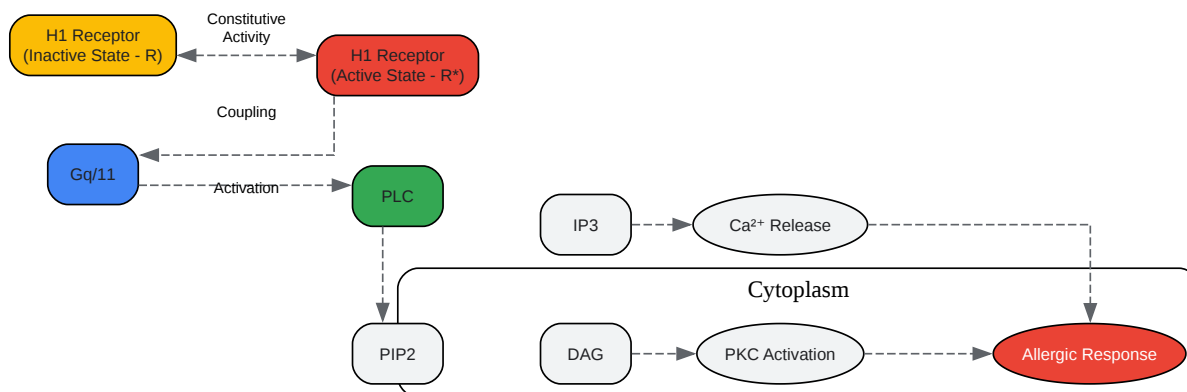 Constitutive
Activity
H1 Receptor
(Inactive State - R)
H1 Receptor
(Active State - R*)
Coupling
Gq/11
Activation
PLC
IP3
Ca²⁺ Release
Cytoplasm
PIP2
DAG
PKC Activation
Allergic Response